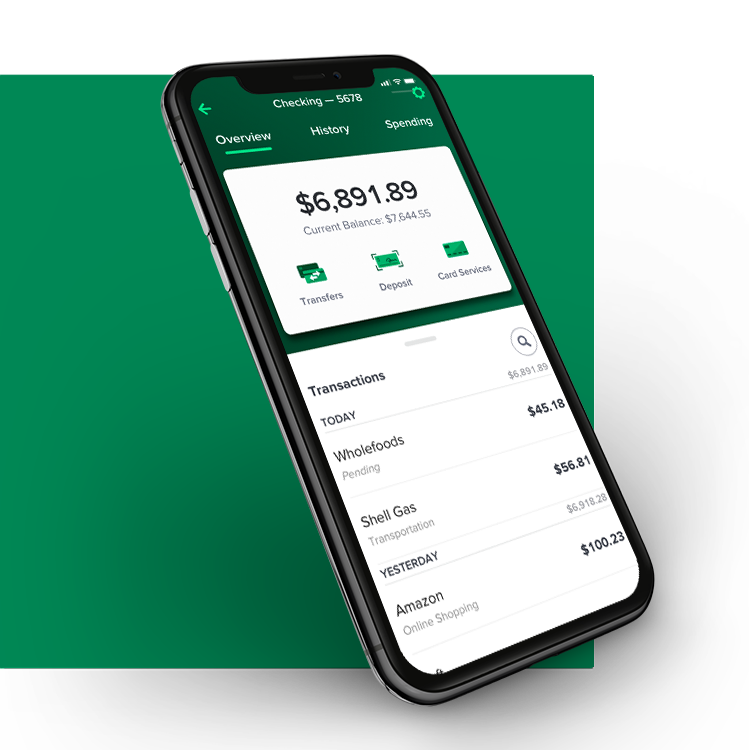 Checking — 5678
Overview History Spending
$6,891.89
Current Balance: $7,644.55
Transfers Deposit Card Services
Transactions
TODAY $6,891.89
Wholefoods $45.18
Pending
Shell Gas $56.81
Transportation
YESTERDAY $6,918.28
Amazon $100.23
Online Shopping